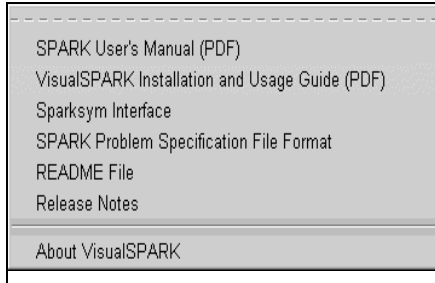 SPARK User's Manual (PDF)
VisualSPARK Installation and Usage Guide (PDF)
Sparksym Interface
SPARK Problem Specification File Format
README File
Release Notes
About VisualSPARK